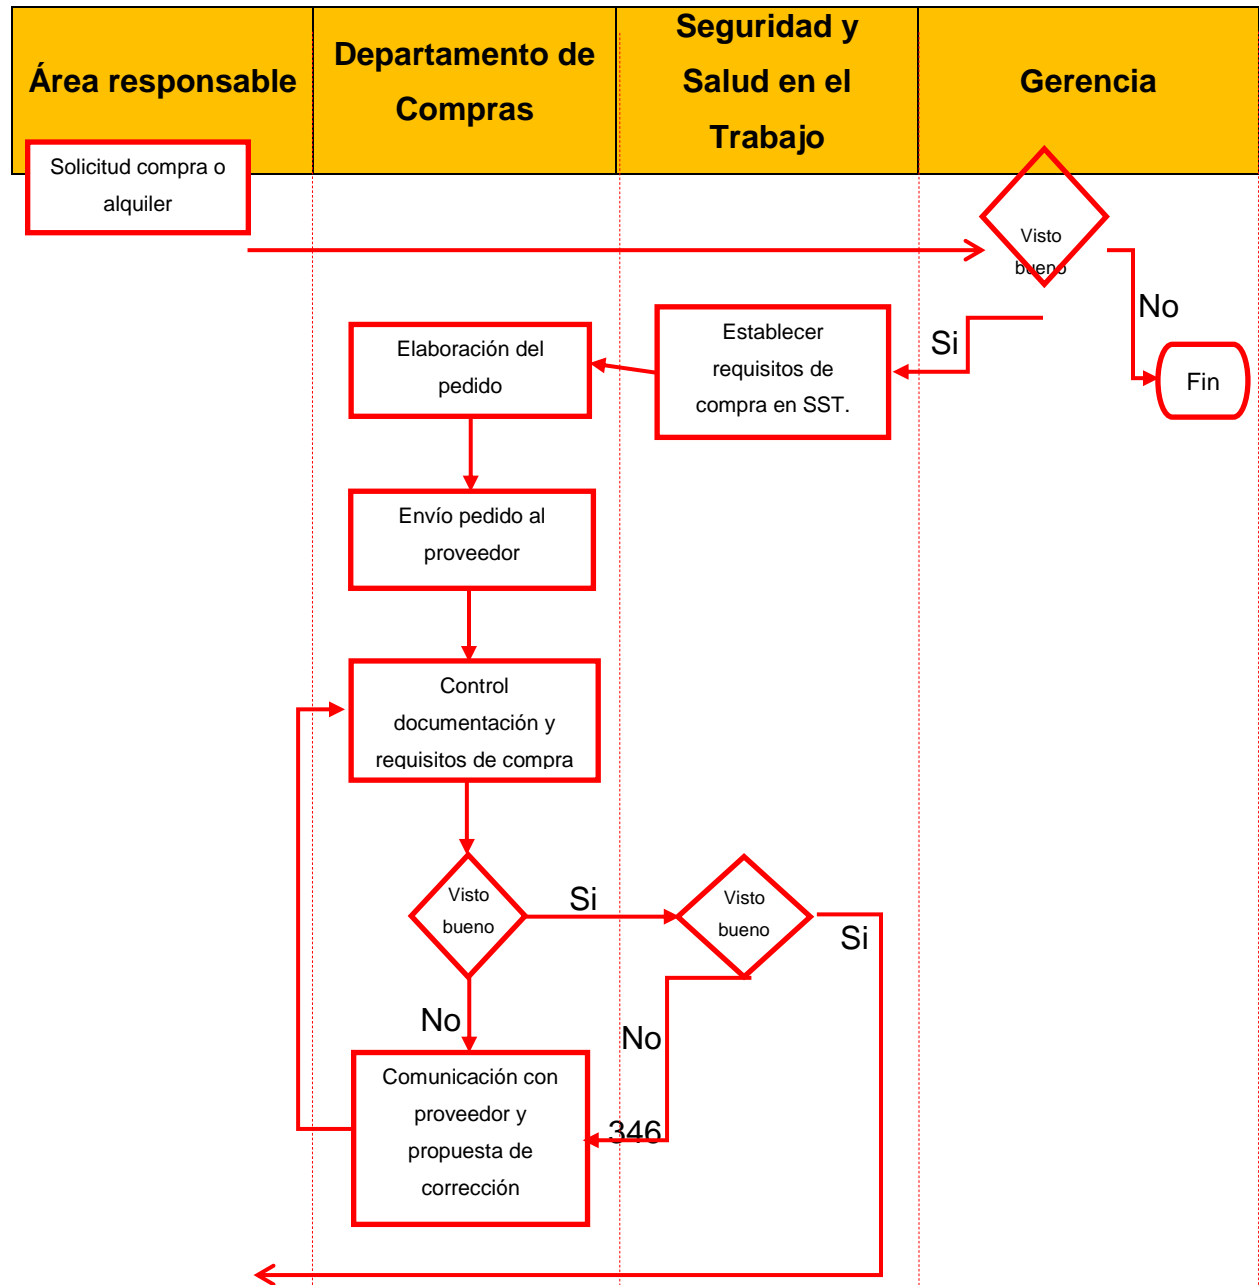 Área responsable
Departamento de
Compras
Seguridad y
Salud en el
Trabajo
Gerencia
Solicitud compra o
alquiler
Visto
bueno
No
Si
Fin
Establecer
requisitos de
compra en SST.
Elaboración del
pedido
Envío pedido al
proveedor
Control
documentación y
requisitos de compra
Visto
bueno
Si
Visto
bueno
Si
No
No
Comunicación con
proveedor y
propuesta de
corrección
346